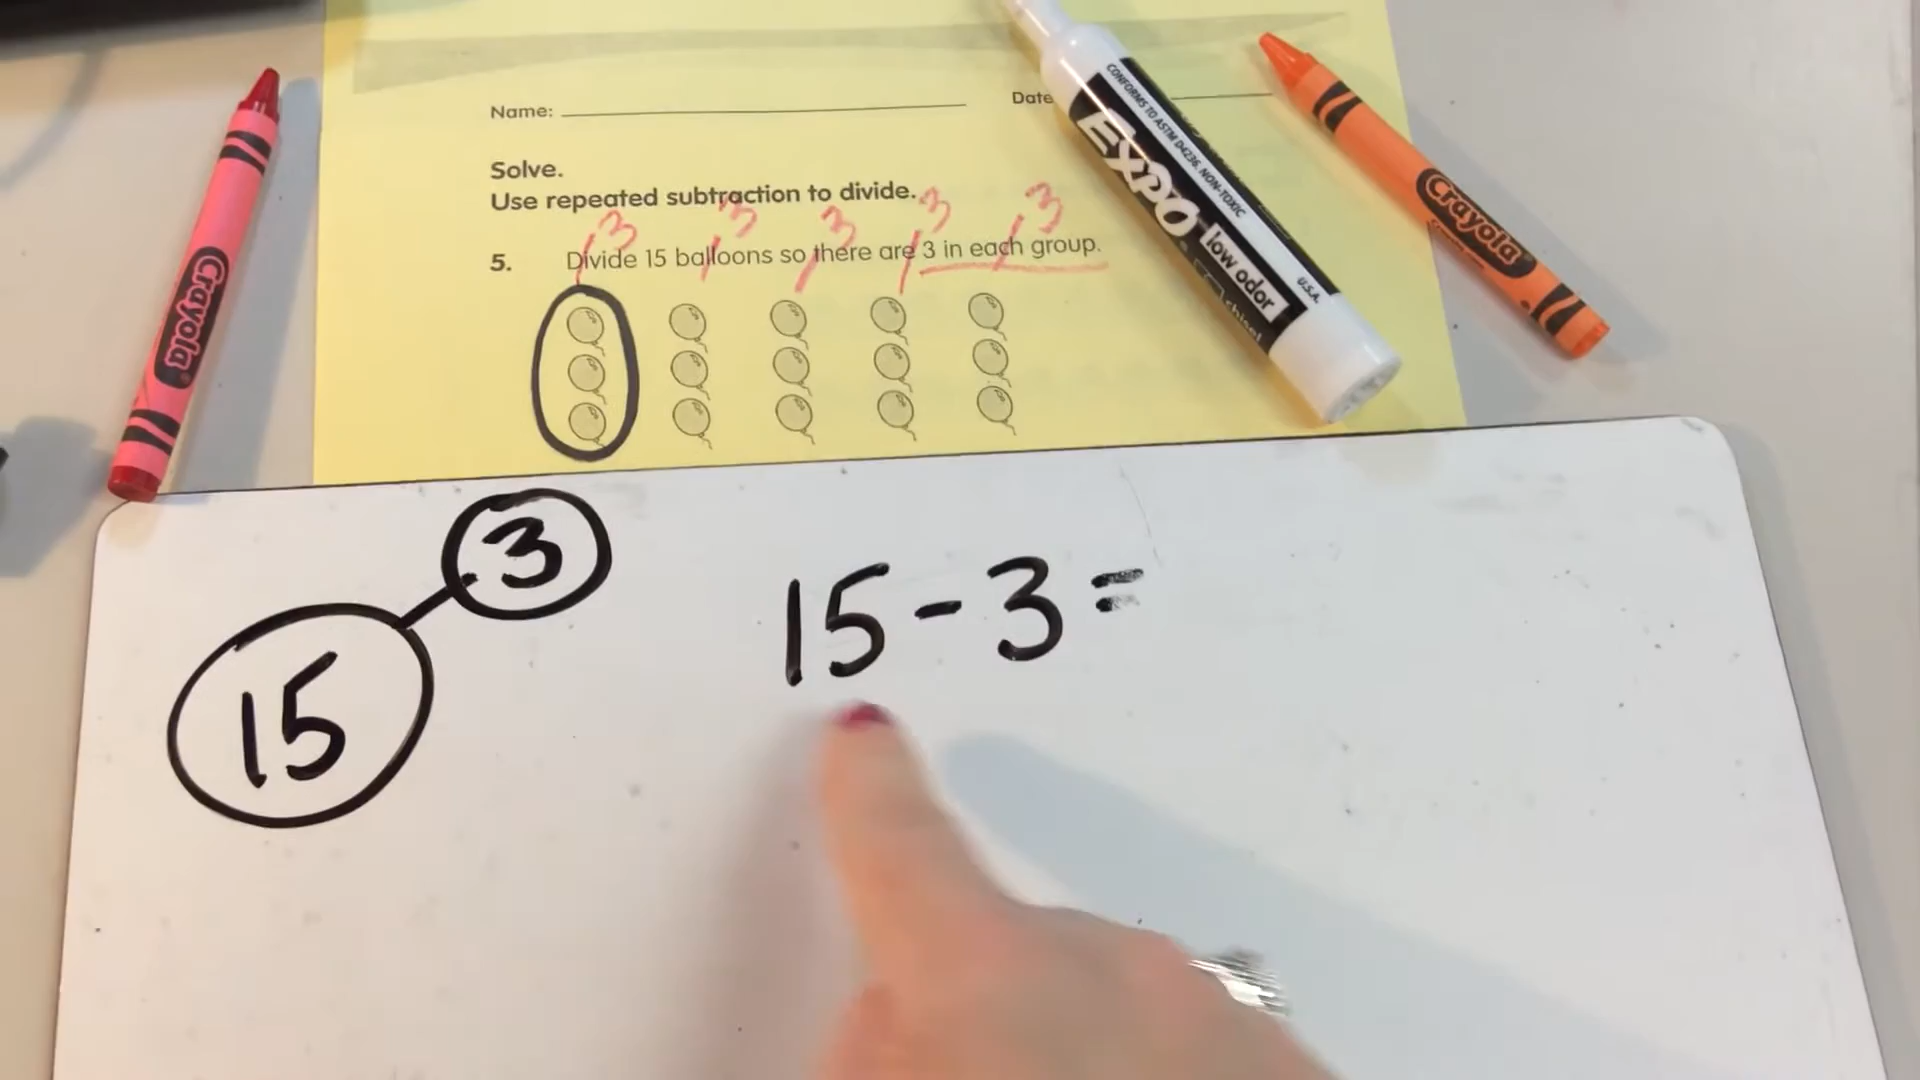 Name:
Date
Solve.
Use repeated subtraction to divide.
3 3 3 3 3
5. Divide 15 balloons so there are 3 in each group.
CONFORMS TO ASTM D4236. NON-TOXIC
EXPO
low odor
U.S.A.
chisel
Crayola
Crayola
3
15
15-3=